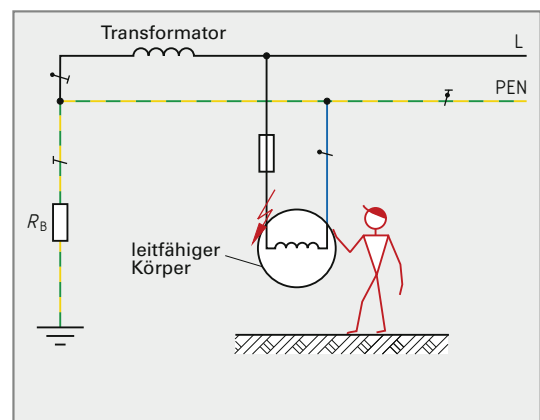 Transformator
L
PEN
R_B
leitfähiger
Körper